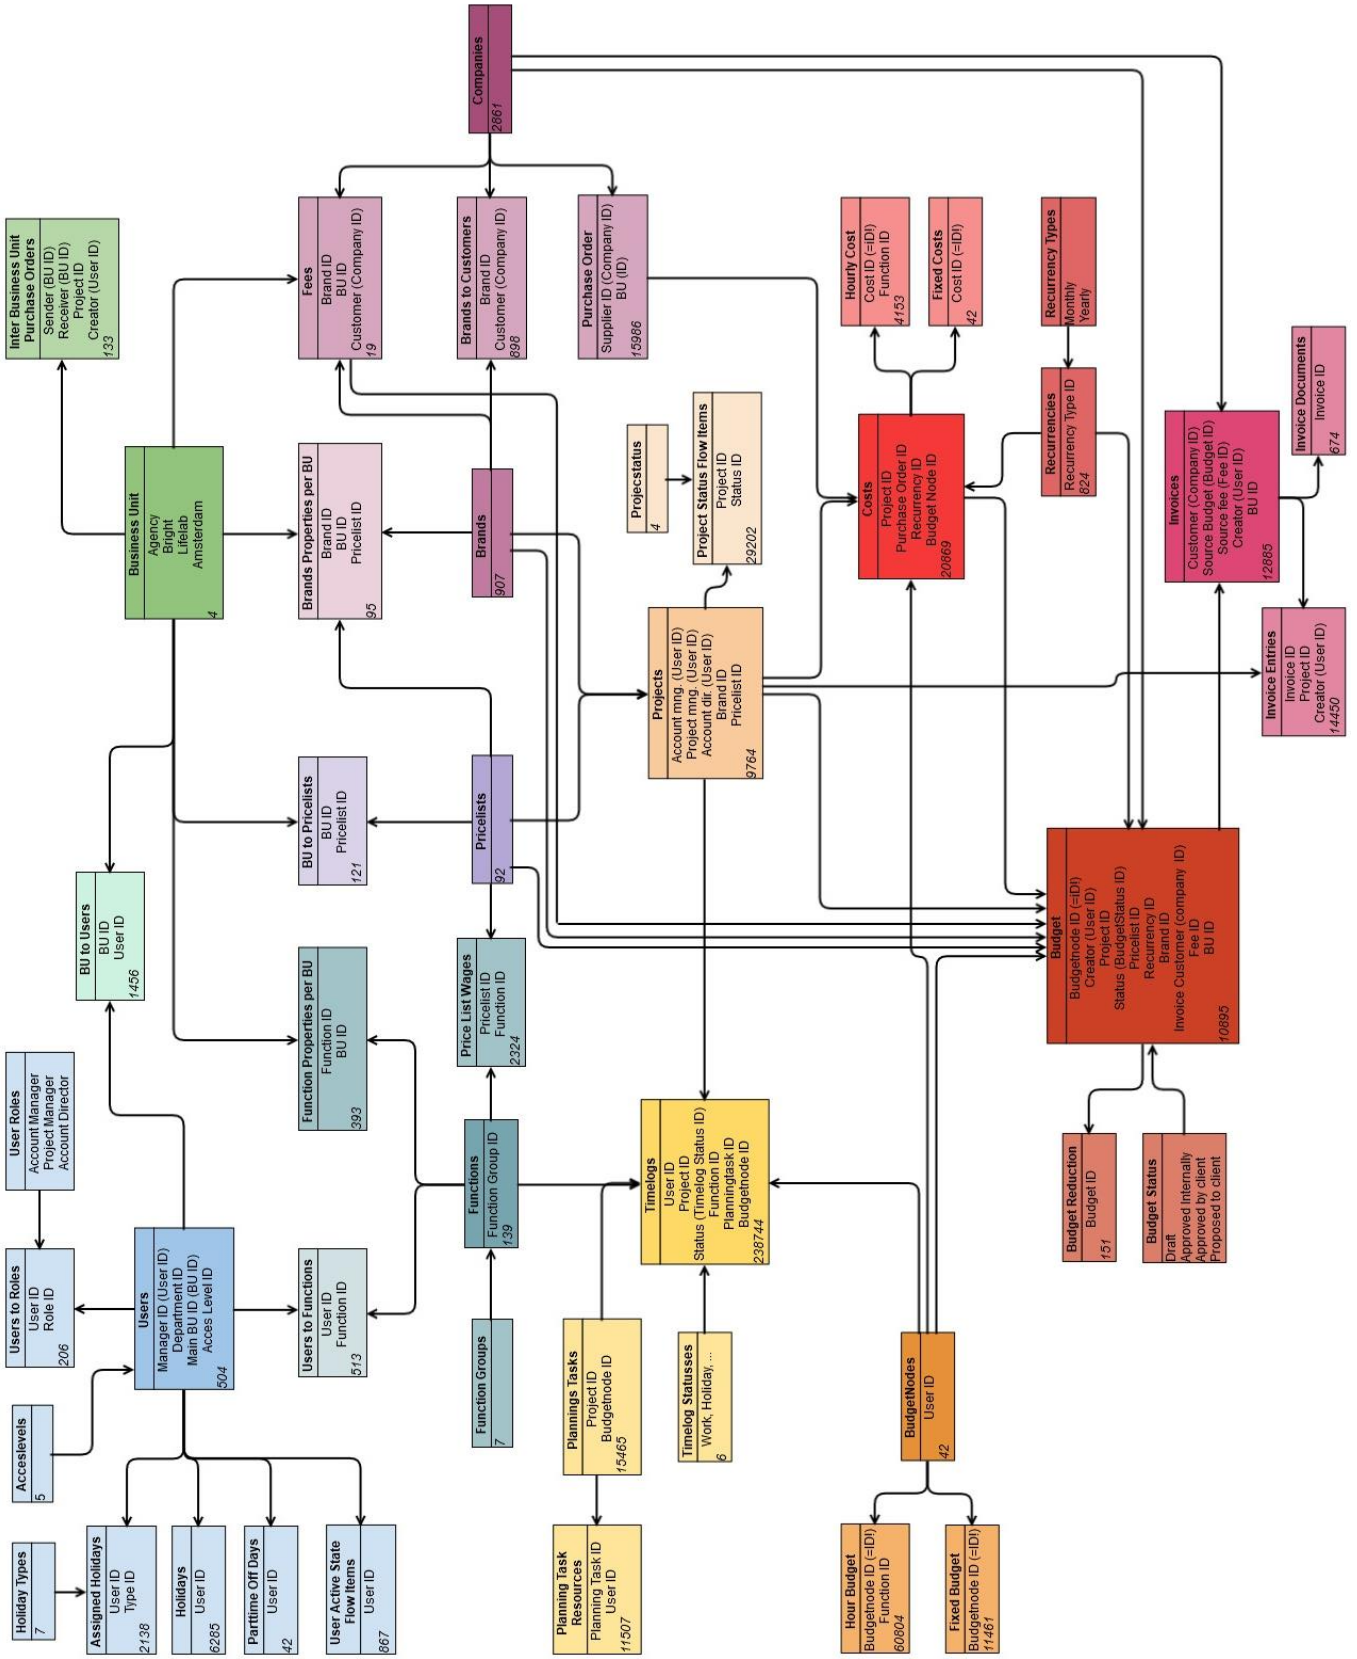 Holiday Types
7
Assigned Holidays
User ID
Type ID
2138
Holidays
User ID
6285
Parttime Off Days
User ID
42
User Active State
Flow Items
User ID
867
Acceslevels
5
Users to Roles
User ID
Role ID
206
User Roles
Account Manager
Project Manager
Account Director
Users
Manager ID (User ID)
Department ID
Main BU ID (BU ID)
Acces Level ID
504
Users to Functions
User ID
Function ID
513
BU to Users
BU ID
User ID
1456
Business Unit
Agency
Bright
Lifelab
Amsterdam
4
Inter Business Unit
Purchase Orders
Sender (BU ID)
Receiver (BU ID)
Project ID
Creator (User ID)
133
Function Properties per BU
Function ID
BU ID
393
BU to Pricelists
BU ID
Pricelist ID
121
Brands Properties per BU
Brand ID
BU ID
Pricelist ID
95
Fees
Brand ID
BU ID
Customer (Company ID)
19
Function Groups
7
Functions
Function Group ID
139
Price List Wages
Pricelist ID
Function ID
2324
Pricelists
92
Brands
907
Brands to Customers
Brand ID
Customer (Company ID)
898
Companies
2861
Purchase Order
Supplier ID (Company ID)
BU (ID)
15986
Planning Task
Resources
Planning Task ID
User ID
11507
Plannings Tasks
Project ID
Budgetnode ID
15465
Timelog Statusses
Work, Holiday, ...
6
Timelogs
User ID
Project ID
Status (Timelog Status ID)
Function ID
Planningtask ID
Budgetnode ID
238744
Projects
Account mng. (User ID)
Project mng. (User ID)
Account dir. (User ID)
Brand ID
Pricelist ID
9764
Projecstatus
4
Project Status Flow Items
Project ID
Status ID
29202
Hour Budget
Budgetnode ID (=iD!)
Function ID
60804
Fixed Budget
Budgetnode ID (=ID!)
11461
BudgetNodes
User ID
42
Costs
Project ID
Purchase Order ID
Recurrency ID
Budget Node ID
20869
Hourly Cost
Cost ID (=iD!)
Function ID
4153
Fixed Costs
Cost ID (=ID!)
42
Recurrencies
Recurrency Type ID
824
Recurrency Types
Monthly
Yearly
Budget Reduction
Budget ID
151
Budget Status
Draft
Approved Internally
Approved by client
Proposed to client
Budget
Budgetnode ID (=iD!)
Creator (User ID)
Project ID
Status (BudgetStatus ID)
Pricelist ID
Recurrency ID
Brand ID
Invoice Customer (company ID)
Fee ID
BU ID
10895
Invoices
Customer (Company ID)
Source Budget (Budget ID)
Source fee (Fee ID)
Creator (User ID)
BU ID
12885
Invoice Entries
Invoice ID
Project ID
Creator (User ID)
14450
Invoice Documents
Invoice ID
674